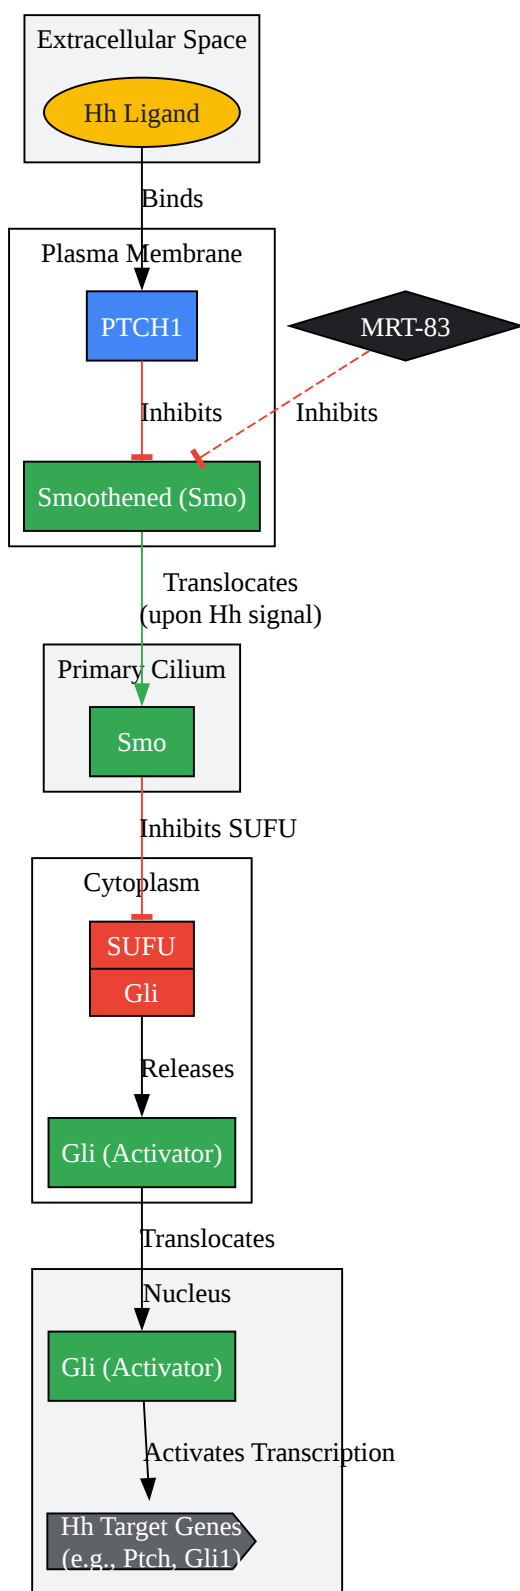 Extracellular Space
Hh Ligand
Binds
Plasma Membrane
PTCH1
MRT-83
Inhibits
Inhibits
Smoothened (Smo)
Translocates
(upon Hh signal)
Primary Cilium
Smo
Inhibits SUFU
Cytoplasm
SUFU
Gli
Releases
Gli (Activator)
Translocates
Nucleus
Gli (Activator)
Activates Transcription
Hh Target Genes
(e.g., Ptch, Gli1)